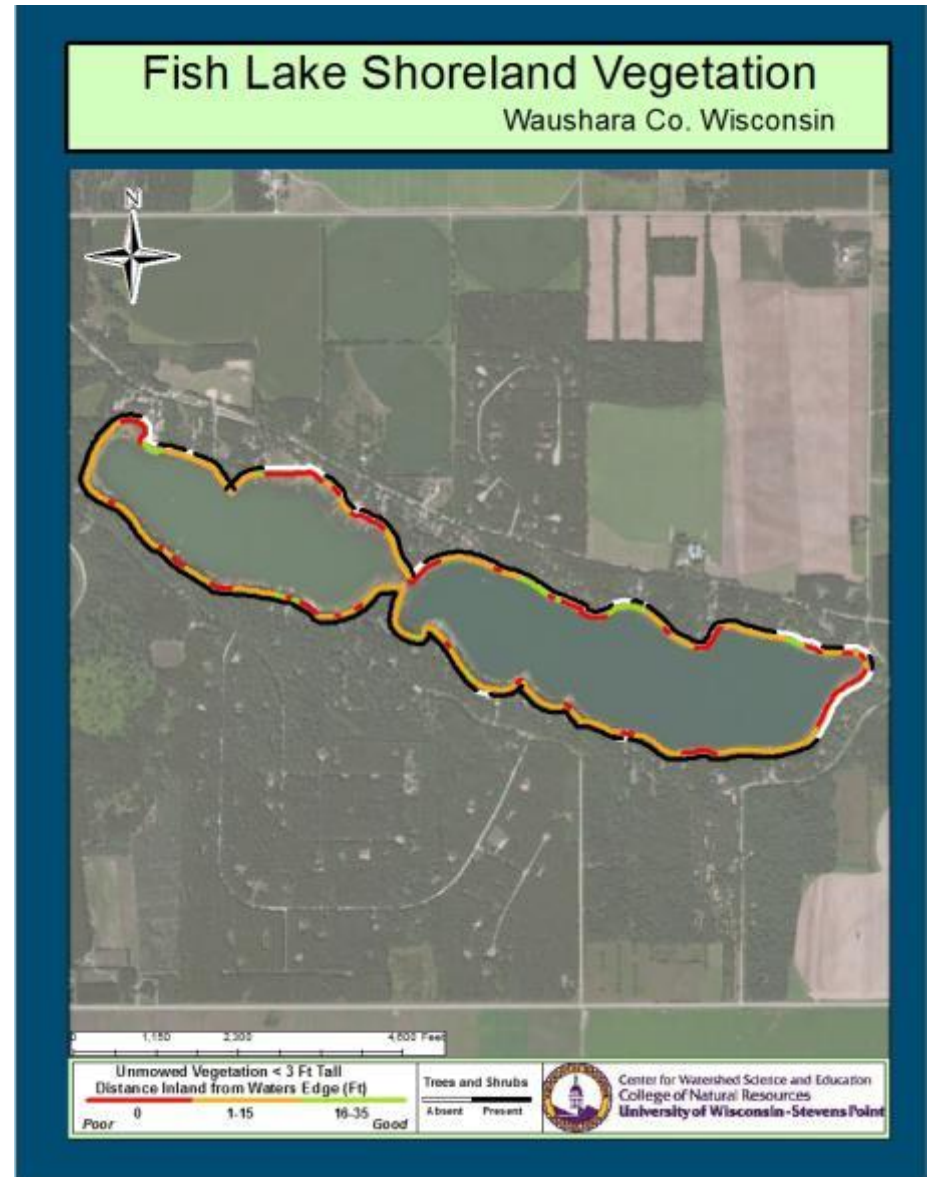 Fish Lake Shoreland Vegetation
Waushara Co. Wisconsin
N
0 1,150 2,300 4,600 Feet
Unmowed Vegetation < 3 Ft Tall
Distance Inland from Waters Edge (Ft)
0 1-15 16-35
Poor Good
Trees and Shrubs
Absent Present
Center for Watershed Science and Education
College of Natural Resources
University of Wisconsin-Stevens Point